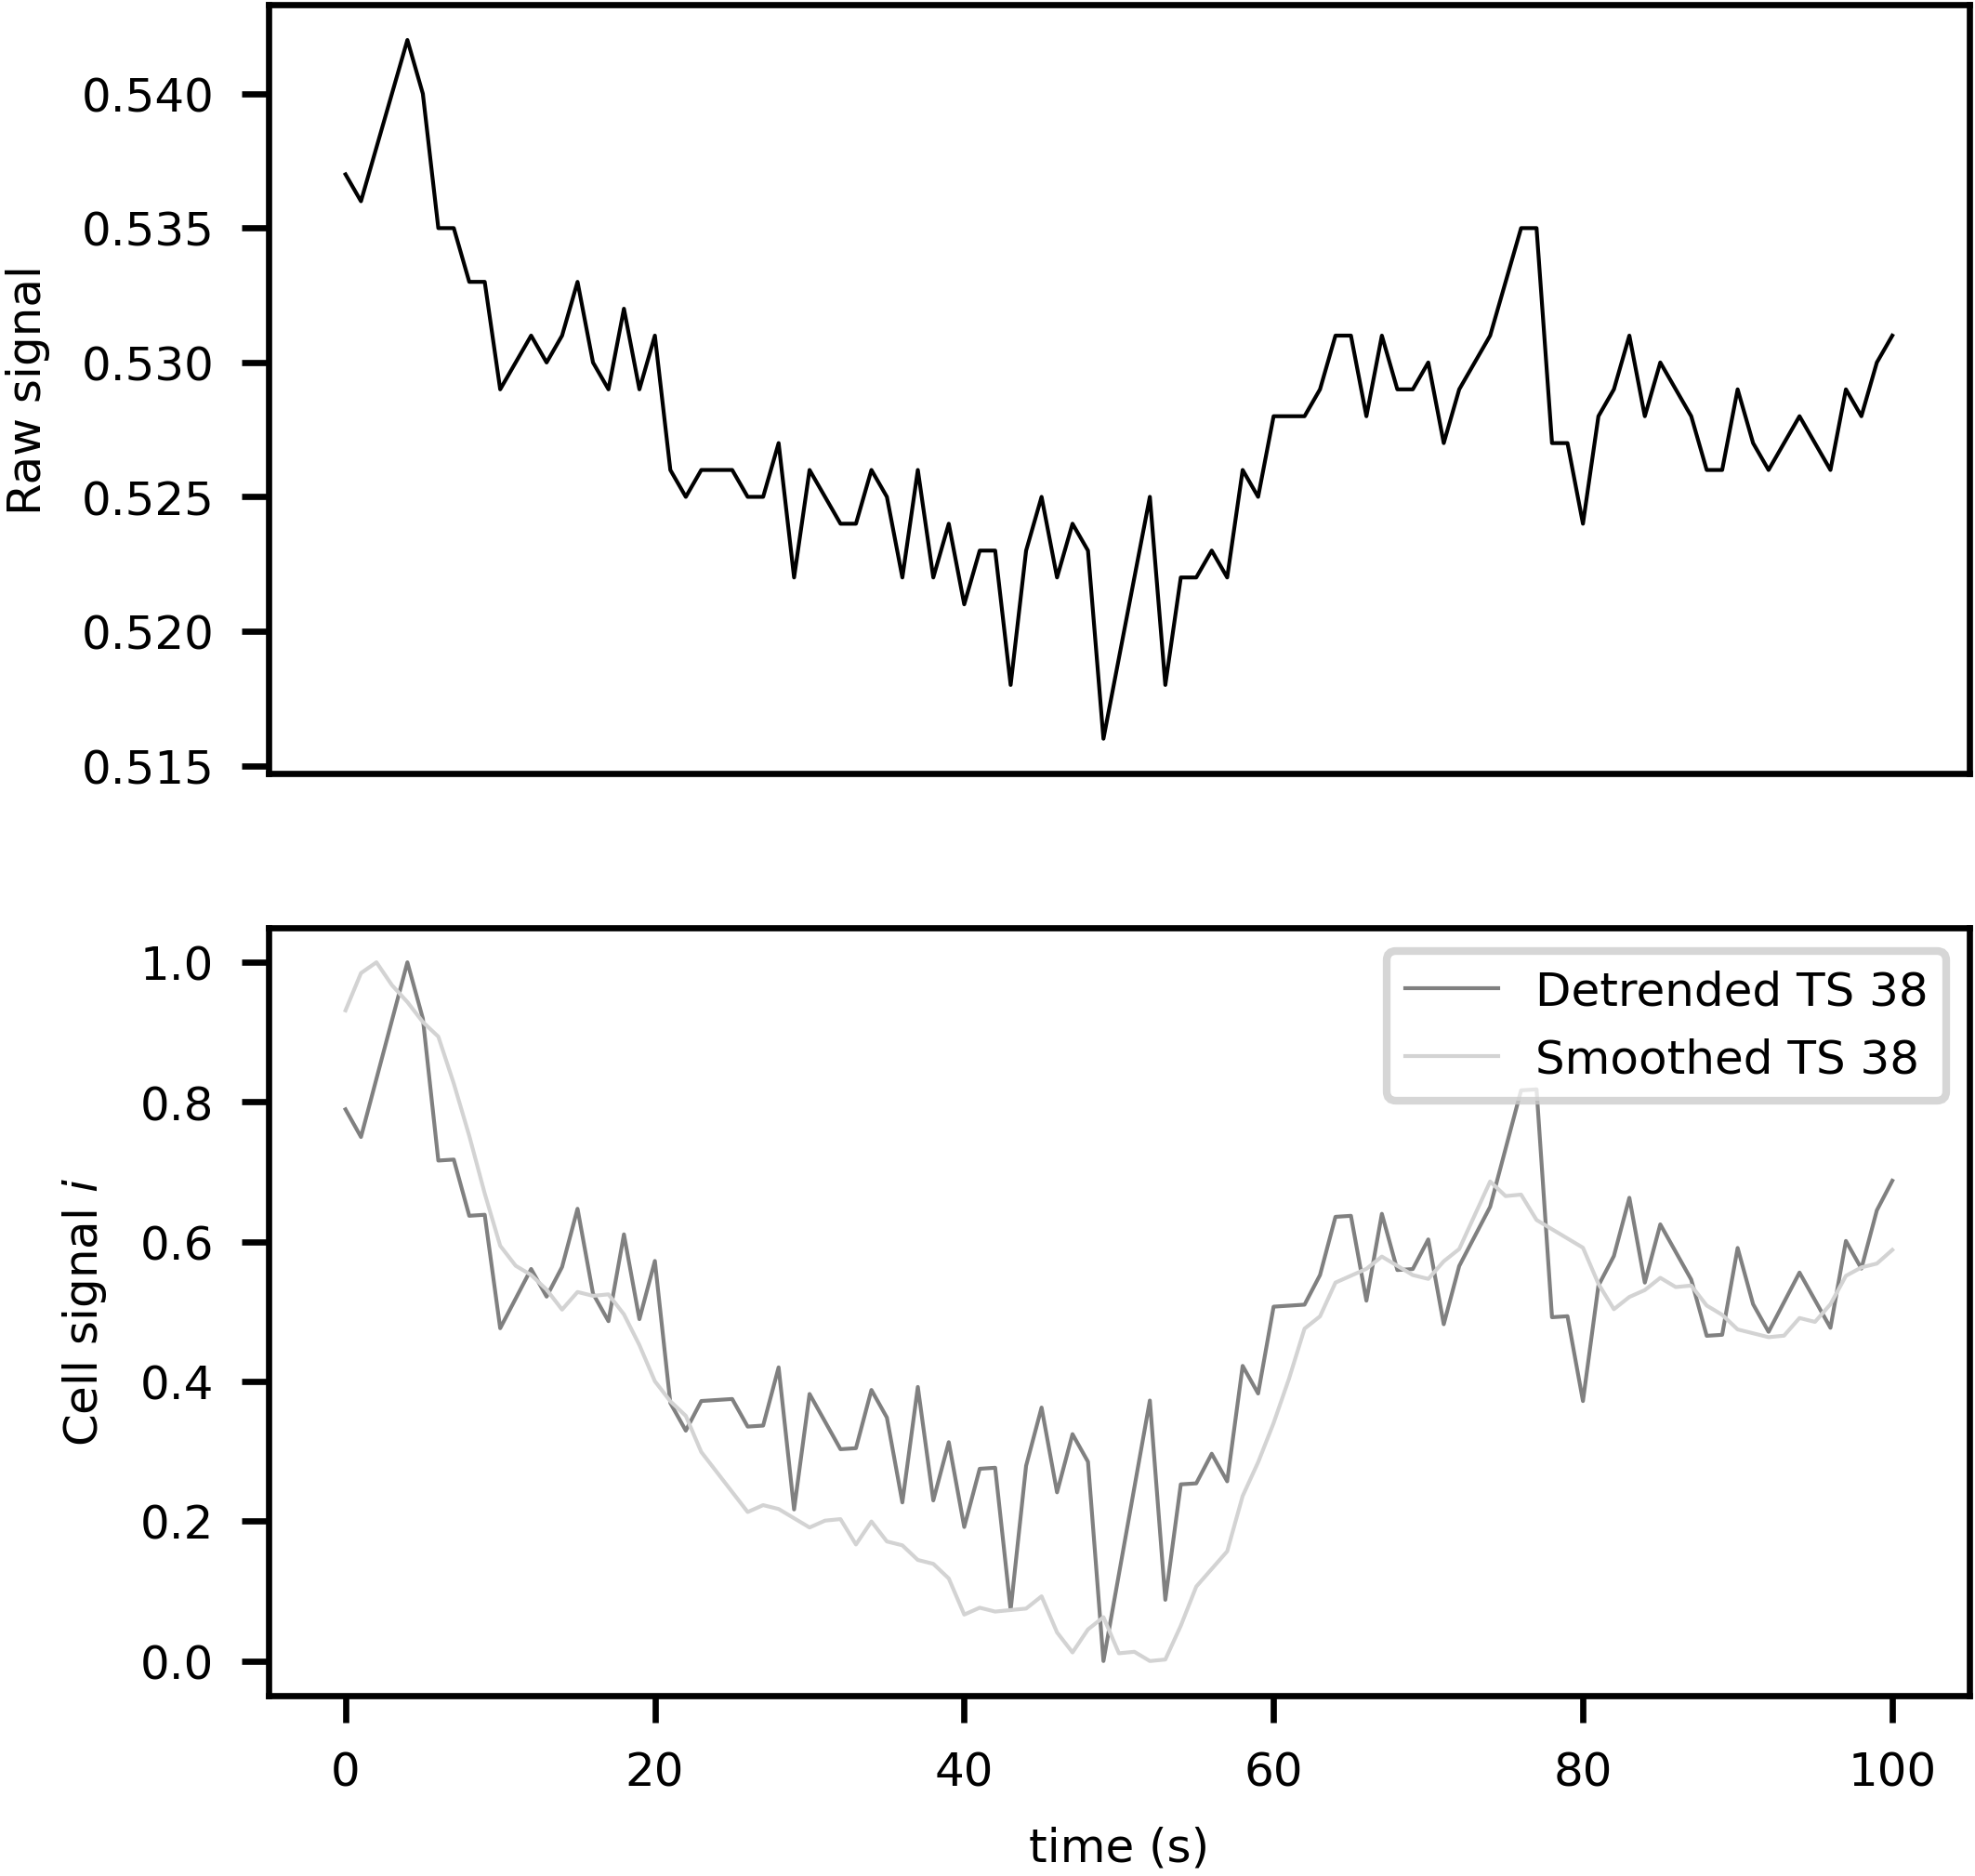 Raw signal
0.540
0.535
0.530
0.525
0.520
0.515
Cell signal i
1.0
0.8
0.6
0.4
0.2
0.0
Detrended TS 38
Smoothed TS 38
0 20 40 60 80 100
time (s)